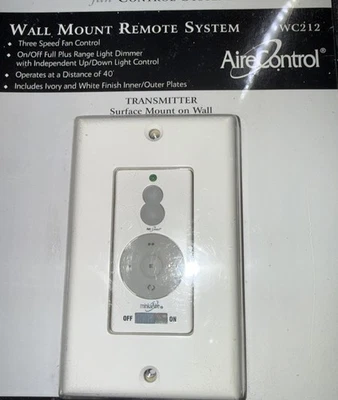 WALL MOUNT REMOTE SYSTEM WC212
• Three Speed Fan Control
• On/Off Full Plus Range Light Dimmer
with Independent Up/Down Light Control
• Operates at a Distance of 40'
• Includes Ivory and White Finish Inner/Outer Plates
AireControl®
TRANSMITTER
Surface Mount on Wall
OFF ON